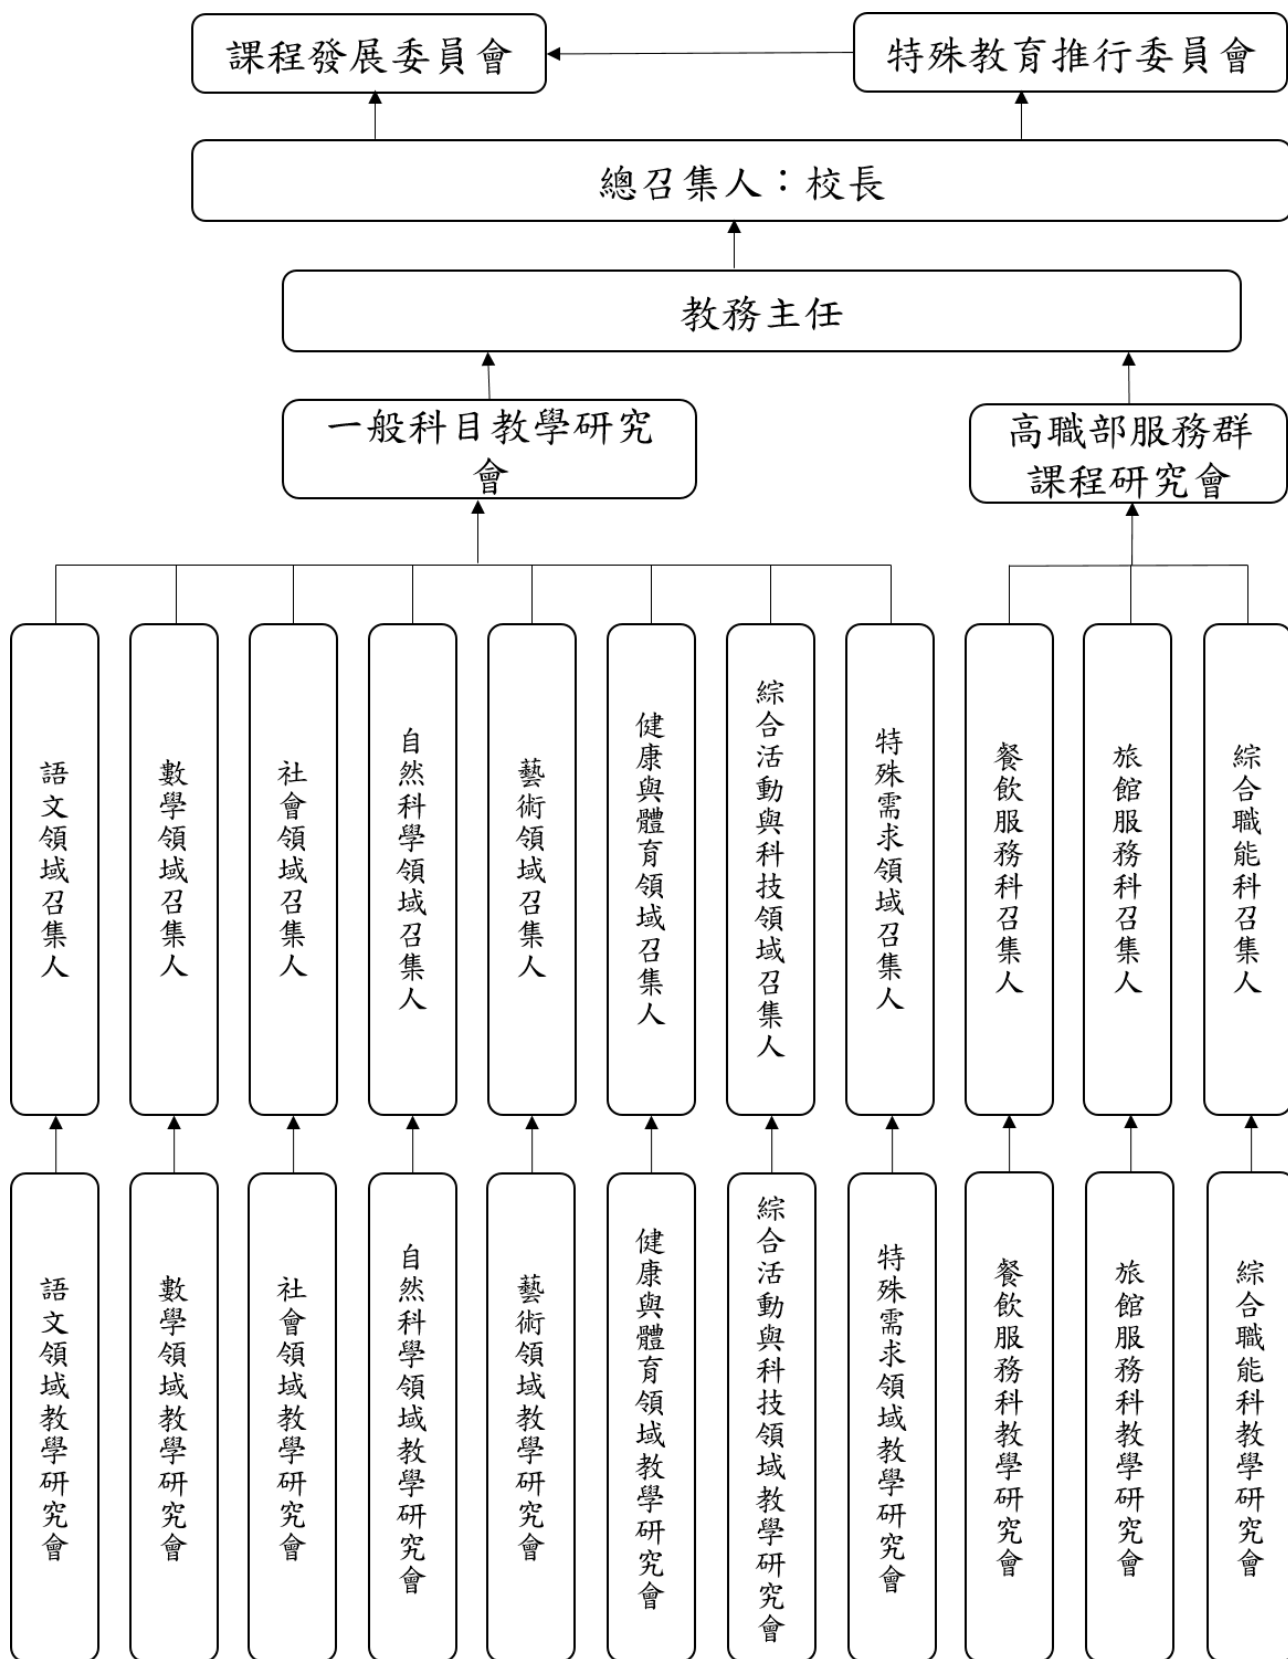 課程發展委員會
特殊教育推行委員會
總召集人：校長
教務主任
一般科目教學研究
會
高職部服務群
課程研究會
語文領域召集人
數學領域召集人
社會領域召集人
自然科學領域召集人
藝術領域召集人
健康與體育領域召集人
綜合活動與科技領域召集人
特殊需求領域召集人
餐飲服務科召集人
旅館服務科召集人
綜合職能科召集人
語文領域教學研究會
數學領域教學研究會
社會領域教學研究會
自然科學領域教學研究會
藝術領域教學研究會
健康與體育領域教學研究會
綜合活動與科技領域教學研究會
特殊需求領域教學研究會
餐飲服務科教學研究會
旅館服務科教學研究會
綜合職能科教學研究會